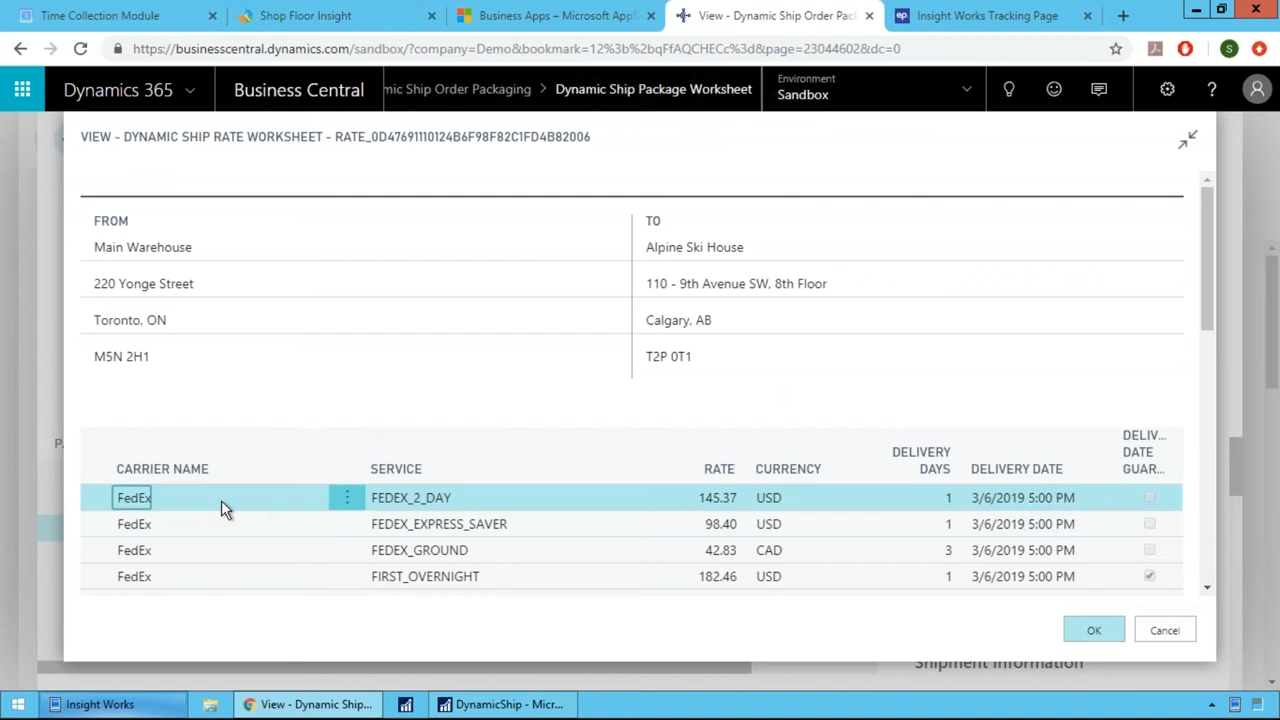 Time Collection Module
Shop Floor Insight
Business Apps – Microsoft AppS
View - Dynamic Ship Order Pac
ep Insight Works Tracking Page
https://businesscentral.dynamics.com/sandbox/?company=Demo&bookmark=12%3b%2bqFfAQCHECc%3d&page=23044602&dc=0
S
Dynamics 365
Business Central
mic Ship Order Packaging > Dynamic Ship Package Worksheet
Environment
Sandbox
?
VIEW - DYNAMIC SHIP RATE WORKSHEET - RATE_0D47691110124B6F98F82C1FD4B82006
FROM TO
Main Warehouse Alpine Ski House
220 Yonge Street 110 - 9th Avenue SW, 8th Floor
Toronto, ON Calgary, AB
M5N 2H1 T2P 0T1
CARRIER NAME SERVICE RATE CURRENCY DELIVERY DAYS DELIVERY DATE DELIV... DATE GUAR...
FedEx FEDEX_2_DAY 145.37 USD 1 3/6/2019 5:00 PM
FedEx FEDEX_EXPRESS_SAVER 98.40 USD 1 3/6/2019 5:00 PM
FedEx FEDEX_GROUND 42.83 CAD 3 3/6/2019 5:00 PM
FedEx FIRST_OVERNIGHT 182.46 USD 1 3/6/2019 5:00 PM
OK Cancel
Shipment Information
Insight Works
View - Dynamic Ship...
DynamicShip - Micr...